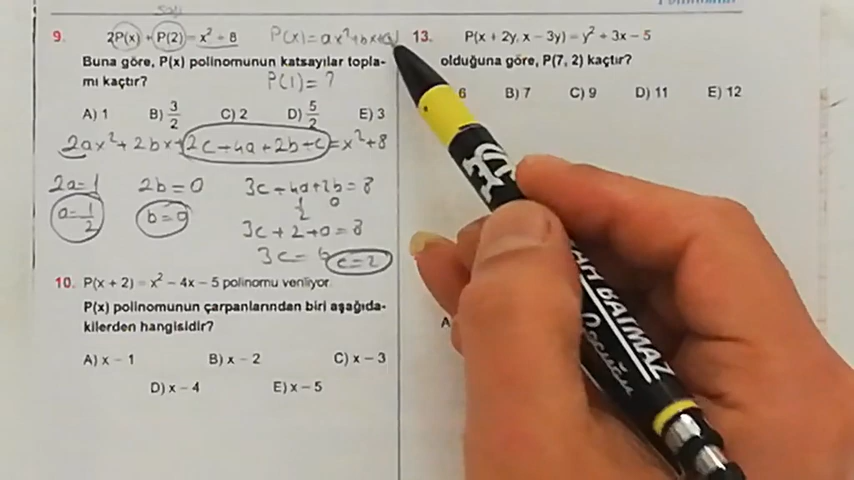 9. 2P(x) + P(2) = x² + 8 P(x) = ax² + bx + c
Buna göre, P(x) polinomunun katsayılar topla-
mı kaçtır? P(1) = ?
A) 1 B) 3/2 C) 2 D) 5/2 E) 3
2ax² + 2bx + 2c + 4a + 2b + c = x² + 8
2a = 1 2b = 0 3c + 4a + 2b = 8
a = 1/2 b = 0 3c + 2 + 0 = 8
3c = 6 c = 2
10. P(x + 2) = x² − 4x − 5 polinomu veriliyor.
P(x) polinomunun çarpanlarından biri aşağıda-
kilerden hangisidir?
A) x − 1 B) x − 2 C) x − 3
D) x − 4 E) x − 5
13. P(x + 2y, x − 3y) = y² + 3x − 5
olduğuna göre, P(7, 2) kaçtır?
6 B) 7 C) 9 D) 11 E) 12
A
BATMAZ
Çocuğu